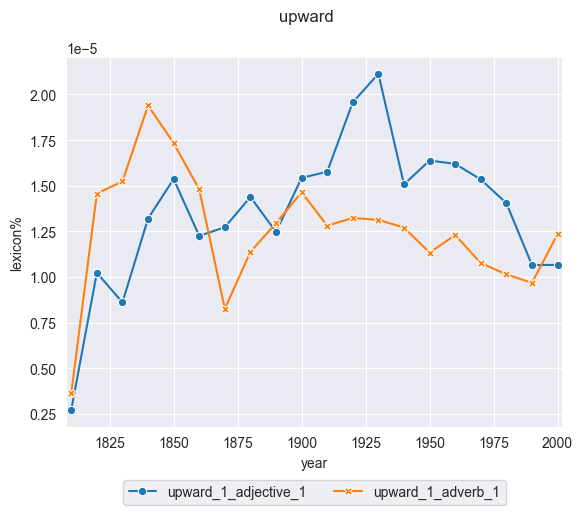 upward
1e−5
2.00
1.75
1.50
1.25
1.00
0.75
0.50
0.25
lexicon%
1825 1850 1875 1900 1925 1950 1975 2000
year
upward_1_adjective_1 upward_1_adverb_1